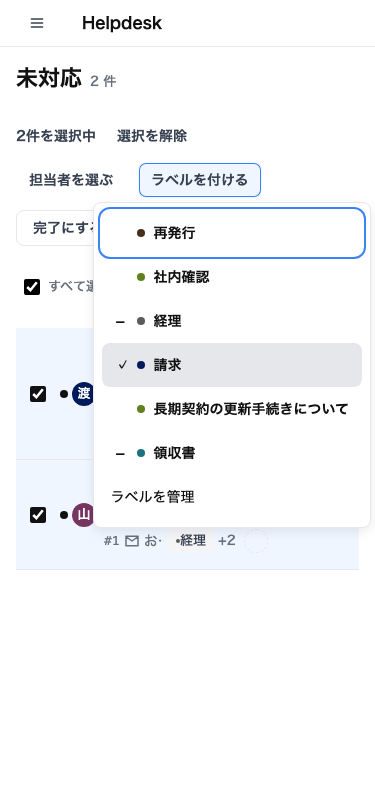 Helpdesk
未対応 2 件
2件を選択中 選択を解除
担当者を選ぶ ラベルを付ける
完了にする
すべて選
再発行
社内確認
– 経理
✓ 請求
長期契約の更新手続きについて
– 領収書
ラベルを管理
渡
山
#1 お· •経理 +2